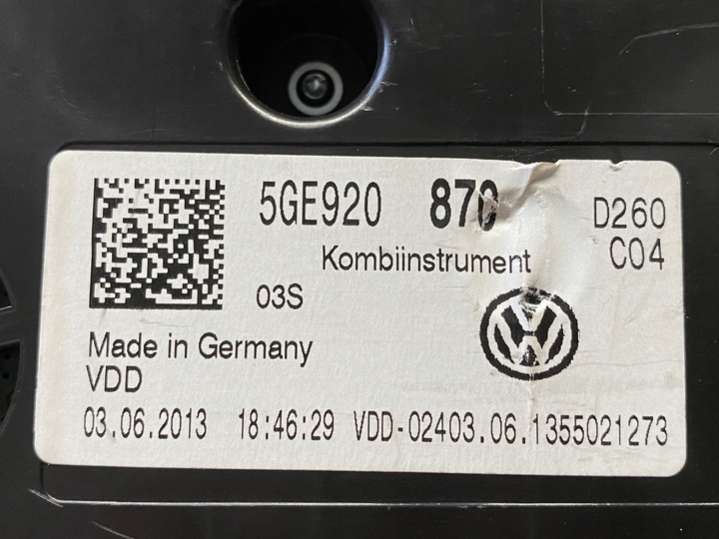 5GE920 870 D260
Kombiinstrument C04
03S
Made in Germany
VDD
03.06.2013 18:46:29 VDD-02403.06.1355021273